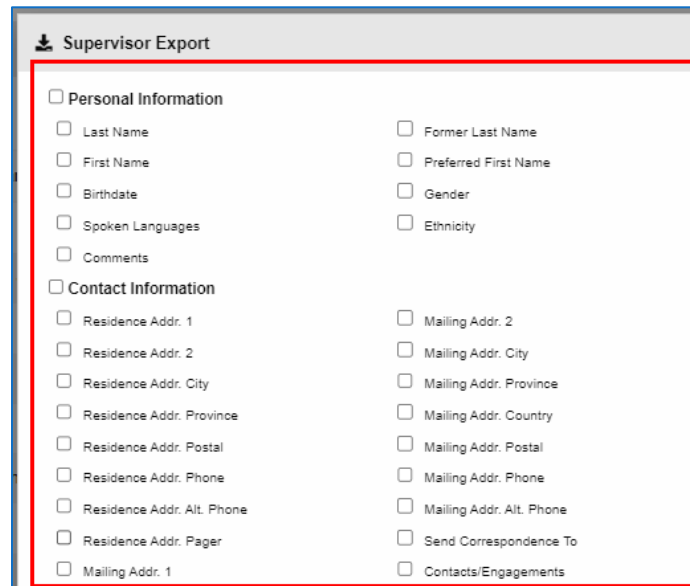 Supervisor Export
Personal Information
Last Name
Former Last Name
First Name
Preferred First Name
Birthdate
Gender
Spoken Languages
Ethnicity
Comments
Contact Information
Residence Addr. 1
Mailing Addr. 2
Residence Addr. 2
Mailing Addr. City
Residence Addr. City
Mailing Addr. Province
Residence Addr. Province
Mailing Addr. Country
Residence Addr. Postal
Mailing Addr. Postal
Residence Addr. Phone
Mailing Addr. Phone
Residence Addr. Alt. Phone
Mailing Addr. Alt. Phone
Residence Addr. Pager
Send Correspondence To
Mailing Addr. 1
Contacts/Engagements